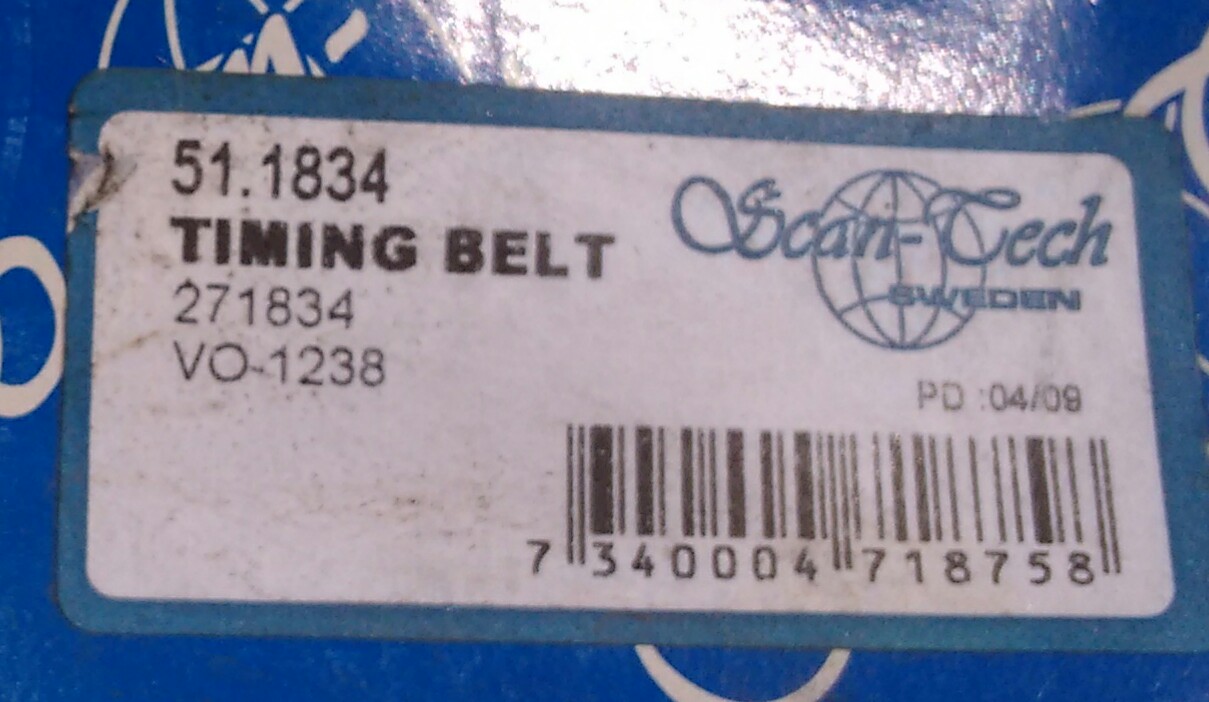 51.1834
TIMING BELT
271834
VO-1238
Scan-Tech
SWEDEN
PD :04/09
7 340004 718758